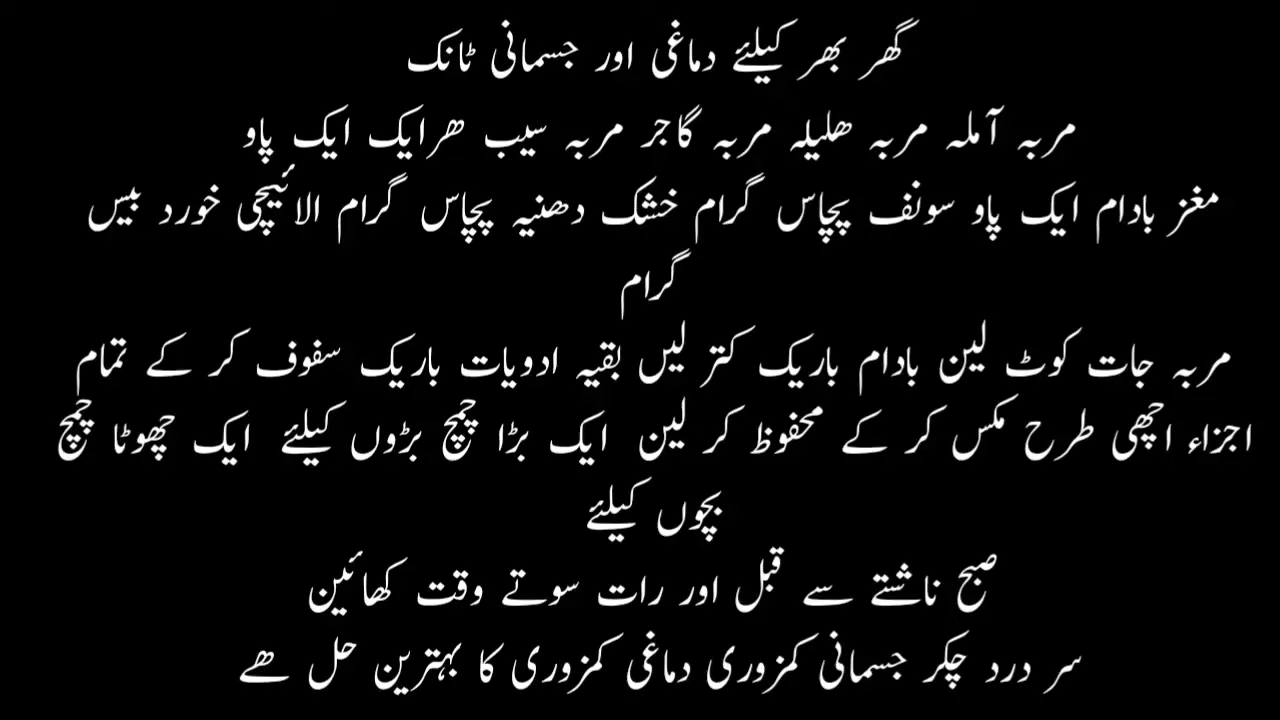 گھر بھر کیلئے دماغی اور جسمانی ٹانک
مربہ آملہ مربہ ھلیلہ مربہ گاجر مربہ سیب ھرایک ایک پاو
مغز بادام ایک پاو سونف پچاس گرام خشک دھنیہ پچاس گرام الائیچی خورد بیس
گرام
مربہ جات کوٹ لین بادام باریک کتر لیں بقیہ ادویات باریک سفوف کر کے تمام
اجزاء اچھی طرح مکس کر کے محفوظ کر لین ایک بڑا چمچ بڑوں کیلئے ایک چھوٹا چمچ
بچوں کیلئے
صبح ناشتے سے قبل اور رات سوتے وقت کھائین
سر درد چکر جسمانی کمزوری دماغی کمزوری کا بہترین حل ھے